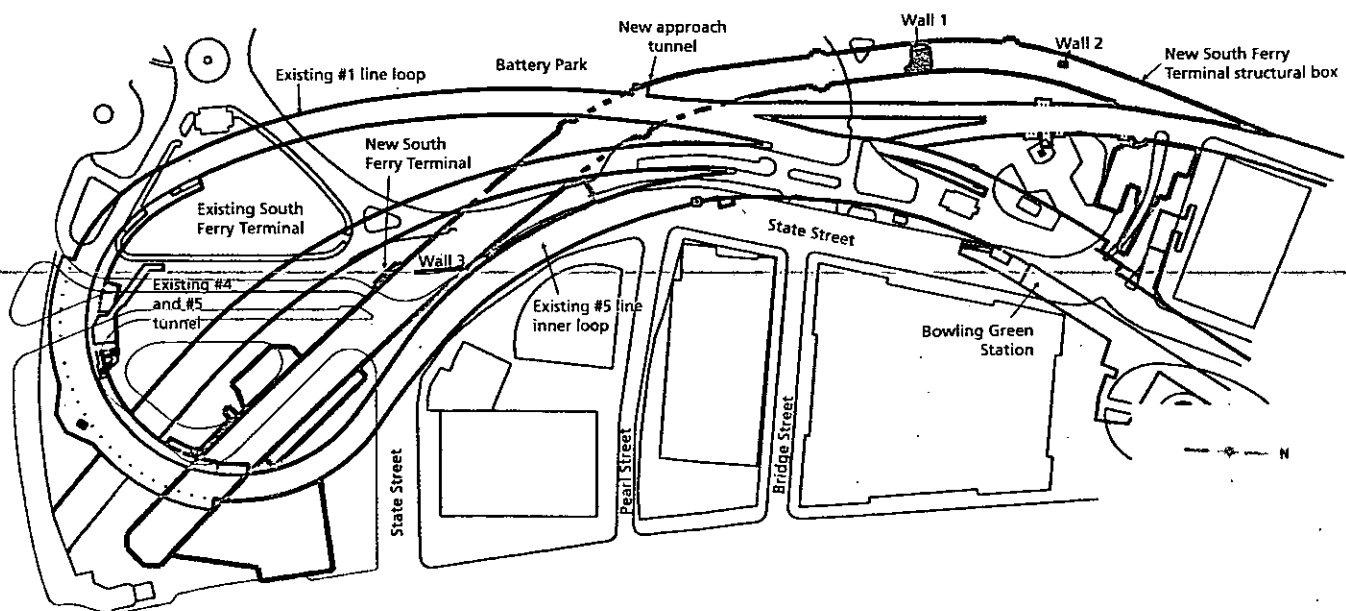 Wall 1
New approach
tunnel
Wall 2
Battery Park
New South Ferry
Terminal structural box
Existing #1 line loop
New South
Ferry Terminal
Existing South
Ferry Terminal
State Street
Wall 3
Existing #4
and #5
tunnel
Existing #5 line
inner loop
Bowling Green
Station
State Street
Pearl Street
Bridge Street
N